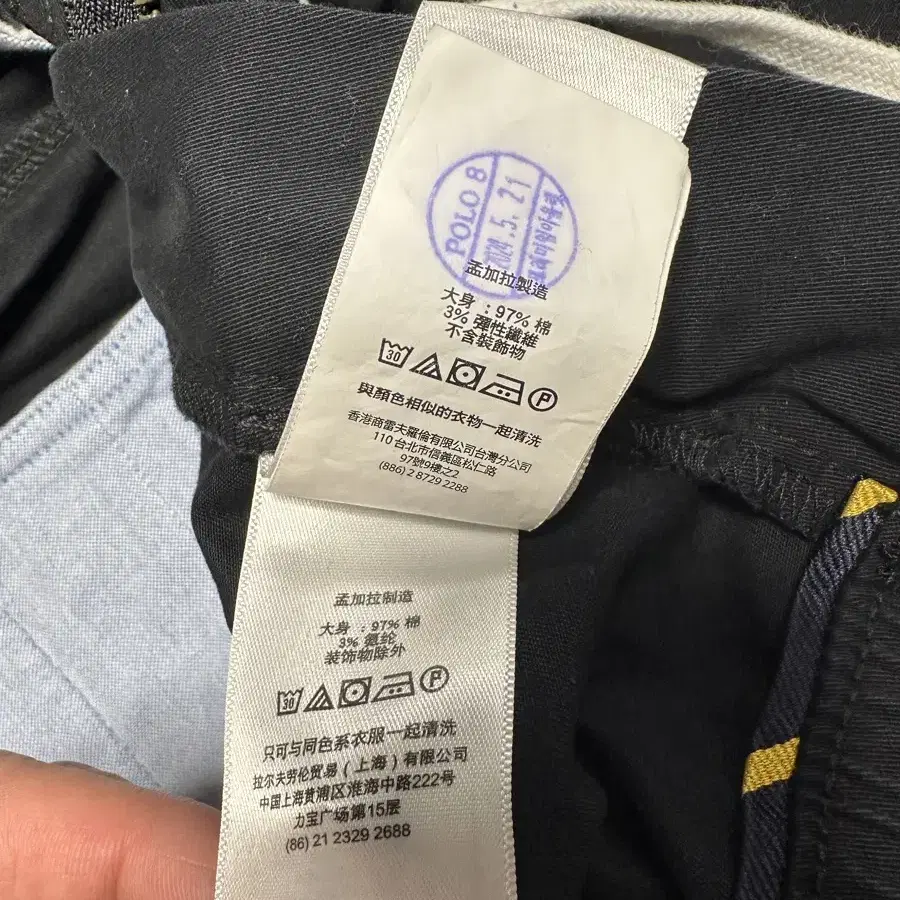 POLO 8
2024.5.21
孟加拉製造
大身：97% 棉
3% 彈性纖維
不含裝飾物
30 P
與顏色相似的衣物一起清洗
香港商雷夫羅倫有限公司台灣分公司
110 台北市信義區松仁路
97號9樓之2
(886) 2 8729 2288
孟加拉制造
大身：97% 棉
3% 氨纶
装饰物除外
30 P
只可与同色系衣服一起清洗
拉尔夫劳伦贸易 ( 上海 ) 有限公司
中国上海黄浦区淮海中路222号
力宝广场第15层
(86) 21 2329 2688